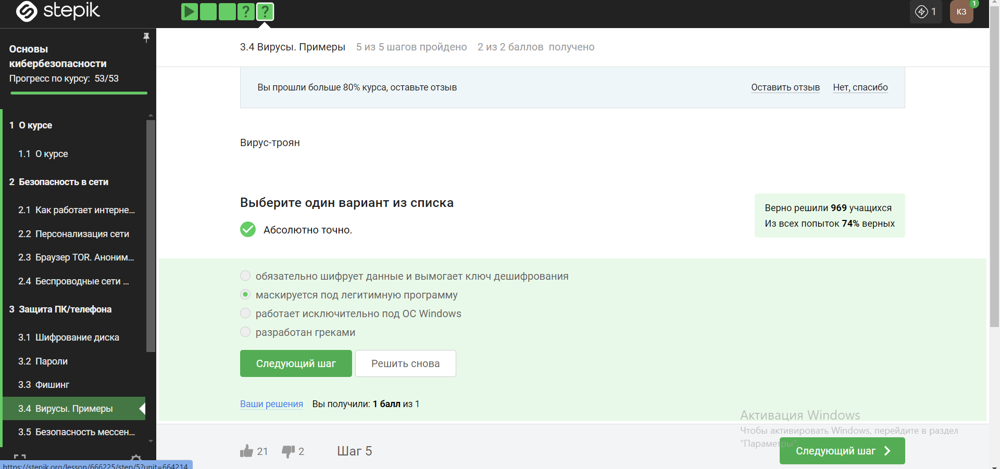 stepik
?
?
1
КЗ
1
Основы
кибербезопасности
Прогресс по курсу: 53/53
1 О курсе
1.1 О курсе
2 Безопасность в сети
2.1 Как работает интерне...
2.2 Персонализация сети
2.3 Браузер TOR. Аноним...
2.4 Беспроводные сети ...
3 Защита ПК/телефона
3.1 Шифрование диска
3.2 Пароли
3.3 Фишинг
3.4 Вирусы. Примеры
3.5 Безопасность мессен...
https://stepik.org/lesson/666225/step/5?unit=664214
3.4 Вирусы. Примеры 5 из 5 шагов пройдено 2 из 2 баллов получено
Вы прошли больше 80% курса, оставьте отзыв Оставить отзыв Нет, спасибо
Вирус-троян
Выберите один вариант из списка
Абсолютно точно.
Верно решили 969 учащихся
Из всех попыток 74% верных
обязательно шифрует данные и вымогает ключ дешифрования
маскируется под легитимную программу
работает исключительно под ОС Windows
разработан греками
Следующий шаг Решить снова
Ваши решения Вы получили: 1 балл из 1
Активация Windows
Чтобы активировать Windows, перейдите в раздел
"Параметры".
21 2 Шаг 5
Следующий шаг